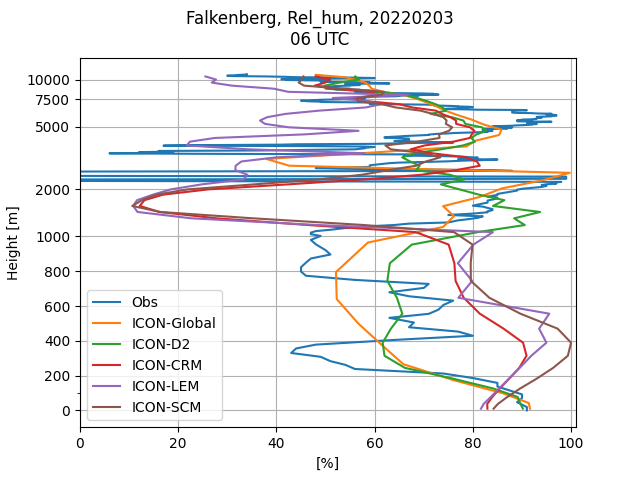 Falkenberg, Rel_hum, 20220203
06 UTC
10000
7500
5000
2000
1000
800
600
400
200
0
Height [m]
Obs
ICON-Global
ICON-D2
ICON-CRM
ICON-LEM
ICON-SCM
0 20 40 60 80 100
[%]